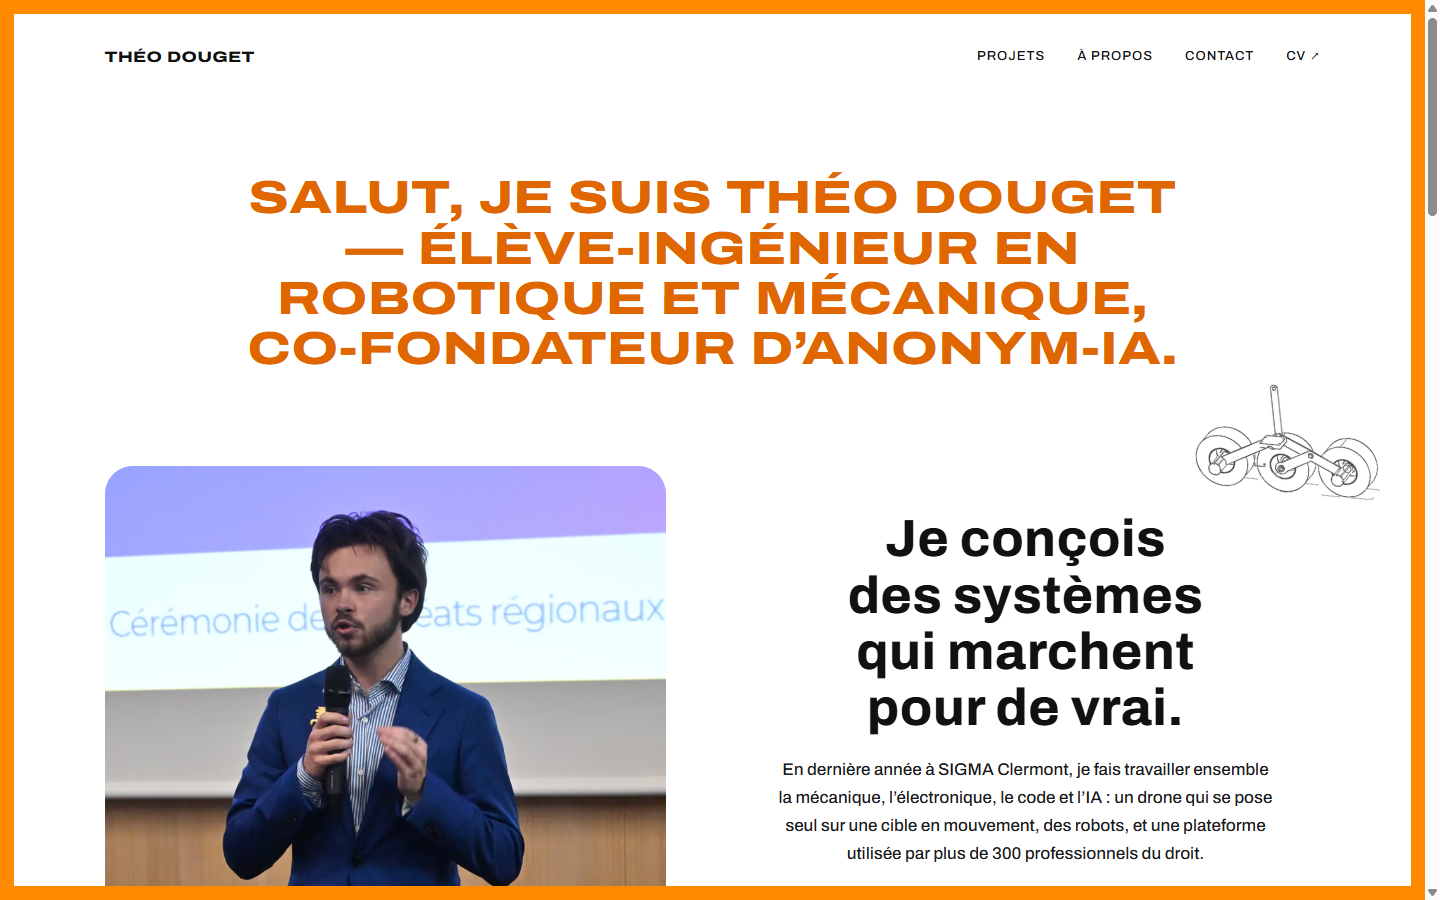 THÉO DOUGET
PROJETS
À PROPOS
CONTACT
CV ↗
SALUT, JE SUIS THÉO DOUGET
— ÉLÈVE-INGÉNIEUR EN
ROBOTIQUE ET MÉCANIQUE,
CO-FONDATEUR D’ANONYM-IA.
Cérémonie de eats régionaux
Je conçois
des systèmes
qui marchent
pour de vrai.
En dernière année à SIGMA Clermont, je fais travailler ensemble
la mécanique, l’électronique, le code et l’IA : un drone qui se pose
seul sur une cible en mouvement, des robots, et une plateforme
utilisée par plus de 300 professionnels du droit.